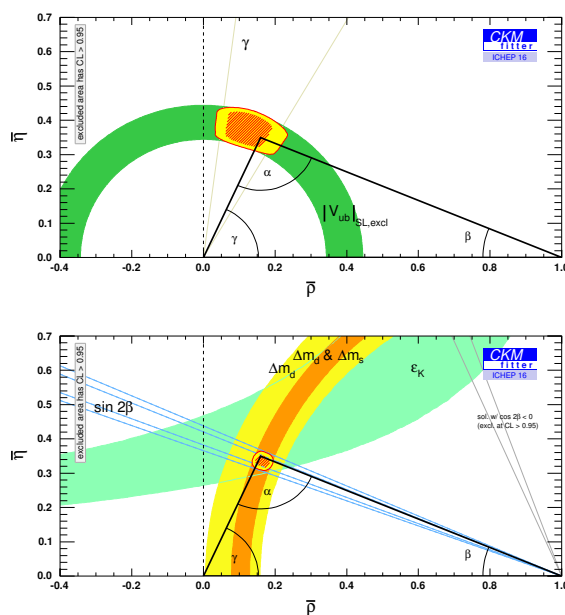 γ
CKM
fitter
ICHEP 16
excluded area has CL > 0.95
0.7
0.6
0.5
0.4
0.3
0.2
0.1
0.0
η̅
α
γ
β
|V_ub|_SL,excl
-0.4 -0.2 0.0 0.2 0.4 0.6 0.8 1.0
ρ̅
Δm_d & Δm_s
Δm_d
ε_K
CKM
fitter
ICHEP 16
excluded area has CL > 0.95
sin 2β
sol. w/ cos 2β < 0
(excl. at CL > 0.95)
0.7
0.6
0.5
0.4
0.3
0.2
0.1
0.0
η̅
α
γ
β
-0.4 -0.2 0.0 0.2 0.4 0.6 0.8 1.0
ρ̅